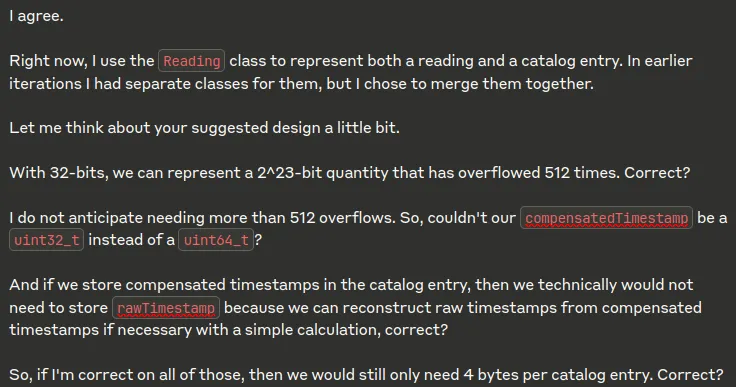 I agree.
Right now, I use the Reading class to represent both a reading and a catalog entry. In earlier
iterations I had separate classes for them, but I chose to merge them together.
Let me think about your suggested design a little bit.
With 32-bits, we can represent a 2^23-bit quantity that has overflowed 512 times. Correct?
I do not anticipate needing more than 512 overflows. So, couldn't our compensatedTimestamp be a
uint32_t instead of a uint64_t?
And if we store compensated timestamps in the catalog entry, then we technically would not
need to store rawTimestamp because we can reconstruct raw timestamps from compensated
timestamps if necessary with a simple calculation, correct?
So, if I'm correct on all of those, then we would still only need 4 bytes per catalog entry. Correct?